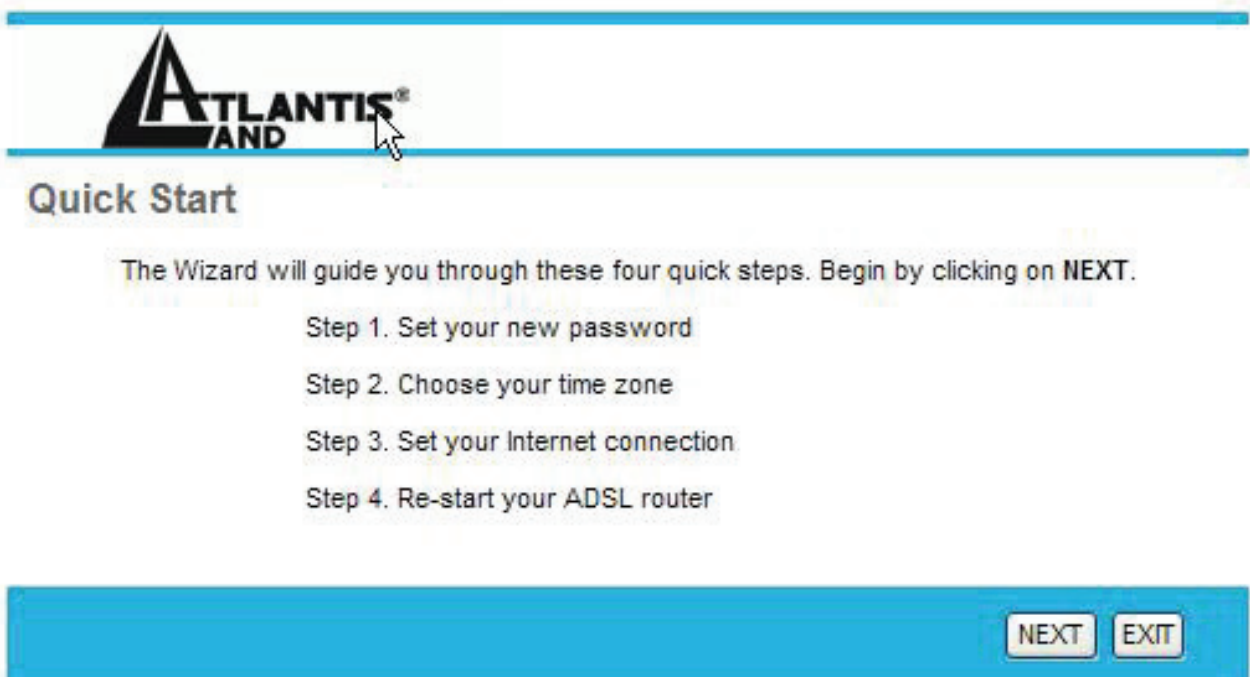 ATLANTIS®
LAND
Quick Start
The Wizard will guide you through these four quick steps. Begin by clicking on NEXT.
Step 1. Set your new password
Step 2. Choose your time zone
Step 3. Set your Internet connection
Step 4. Re-start your ADSL router
NEXT EXIT